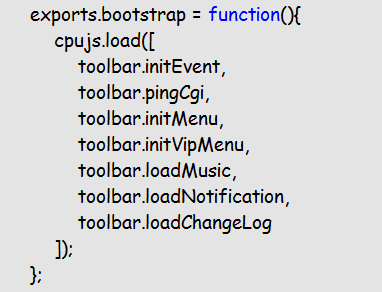 exports.bootstrap = function(){
cpujs.load([
toolbar.initEvent,
toolbar.pingCgi,
toolbar.initMenu,
toolbar.initVipMenu,
toolbar.loadMusic,
toolbar.loadNotification,
toolbar.loadChangeLog
]);
};